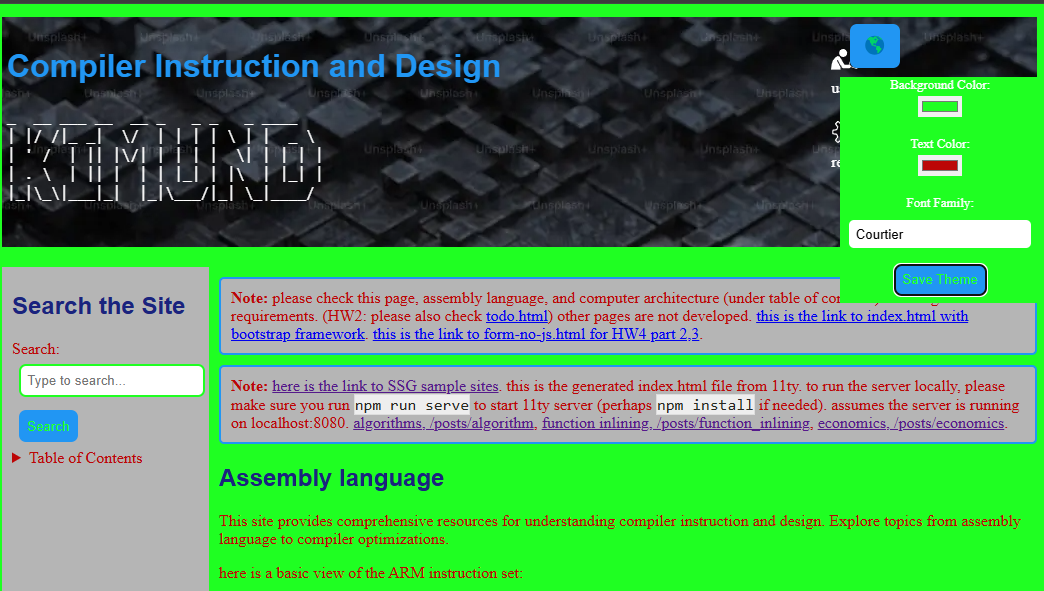 Compiler Instruction and Design
Background Color:
Text Color:
Font Family:
Courtier
Save Theme
Search the Site
Search:
Type to search...
Search
Table of Contents
Note: please check this page, assembly language, and computer architecture (under table of
requirements. (HW2: please also check todo.html) other pages are not developed. this is the link to index.html with
bootstrap framework. this is the link to form-no-js.html for HW4 part 2,3.
Note: here is the link to SSG sample sites. this is the generated index.html file from 11ty. to run the server locally, please
make sure you run npm run serve to start 11ty server (perhaps npm install if needed). assumes the server is running
on localhost:8080. algorithms, /posts/algorithm, function inlining, /posts/function_inlining, economics, /posts/economics.
Assembly language
This site provides comprehensive resources for understanding compiler instruction and design. Explore topics from assembly
language to compiler optimizations.
here is a basic view of the ARM instruction set: